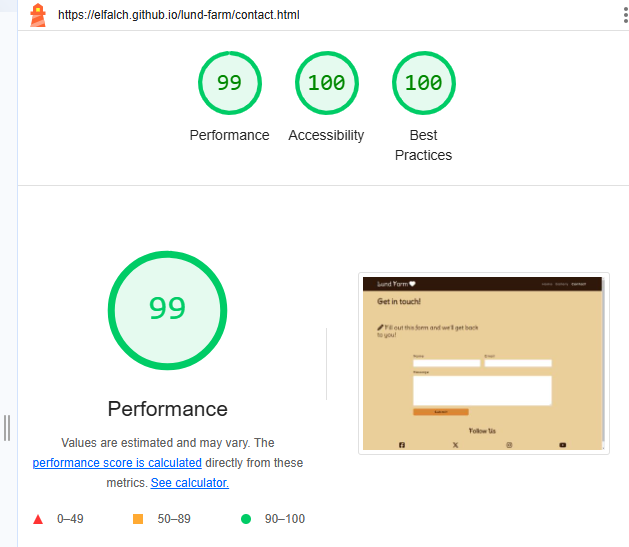 https://elfalch.github.io/lund-farm/contact.html
99 100 100
Performance Accessibility Best
Practices
99
Performance
Values are estimated and may vary. The
performance score is calculated directly from these
metrics. See calculator.
0–49 50–89 90–100
Lund Farm
Home Gallery Contact
Get in touch!
Fill out this form and we'll get back
to you!
Name Email
Message
Submit
Follow Us